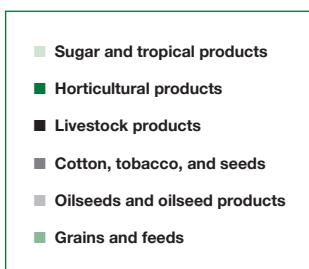 Sugar and tropical products
Horticultural products
Livestock products
Cotton, tobacco, and seeds
Oilseeds and oilseed products
Grains and feeds